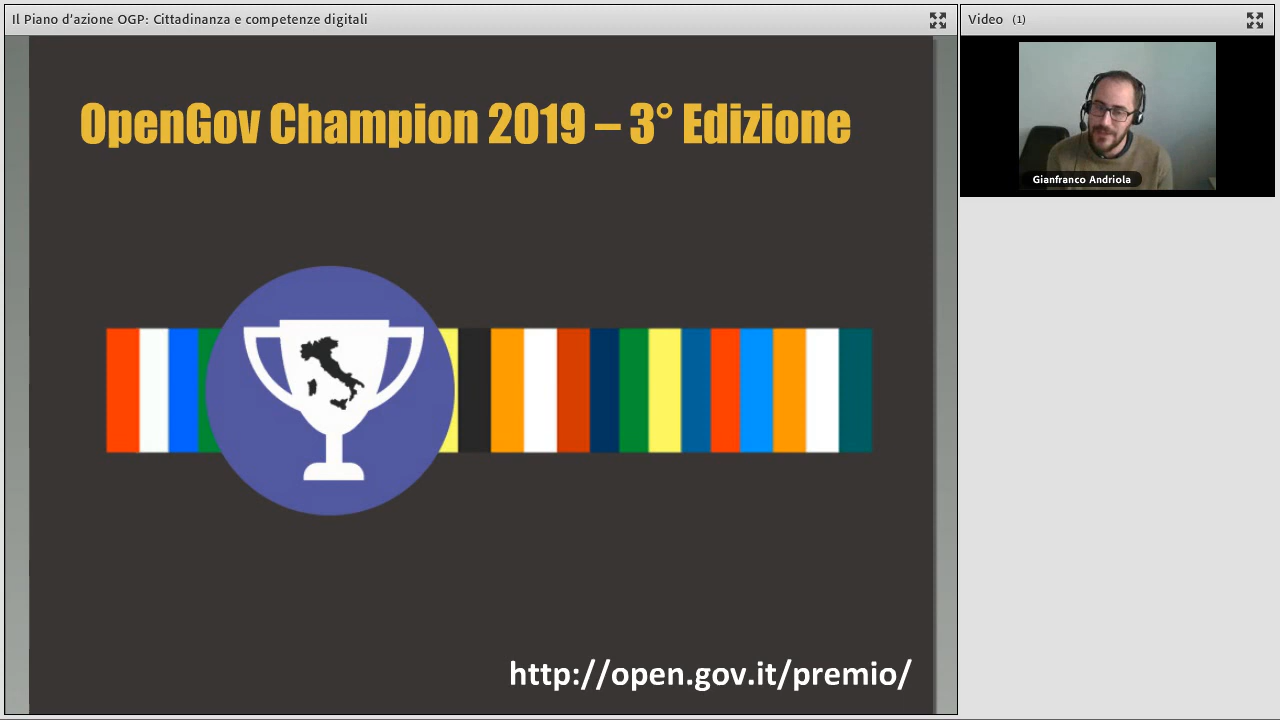 Il Piano d'azione OGP: Cittadinanza e competenze digitali
Video (1)
OpenGov Champion 2019 – 3° Edizione
Gianfranco Andriola
http://open.gov.it/premio/